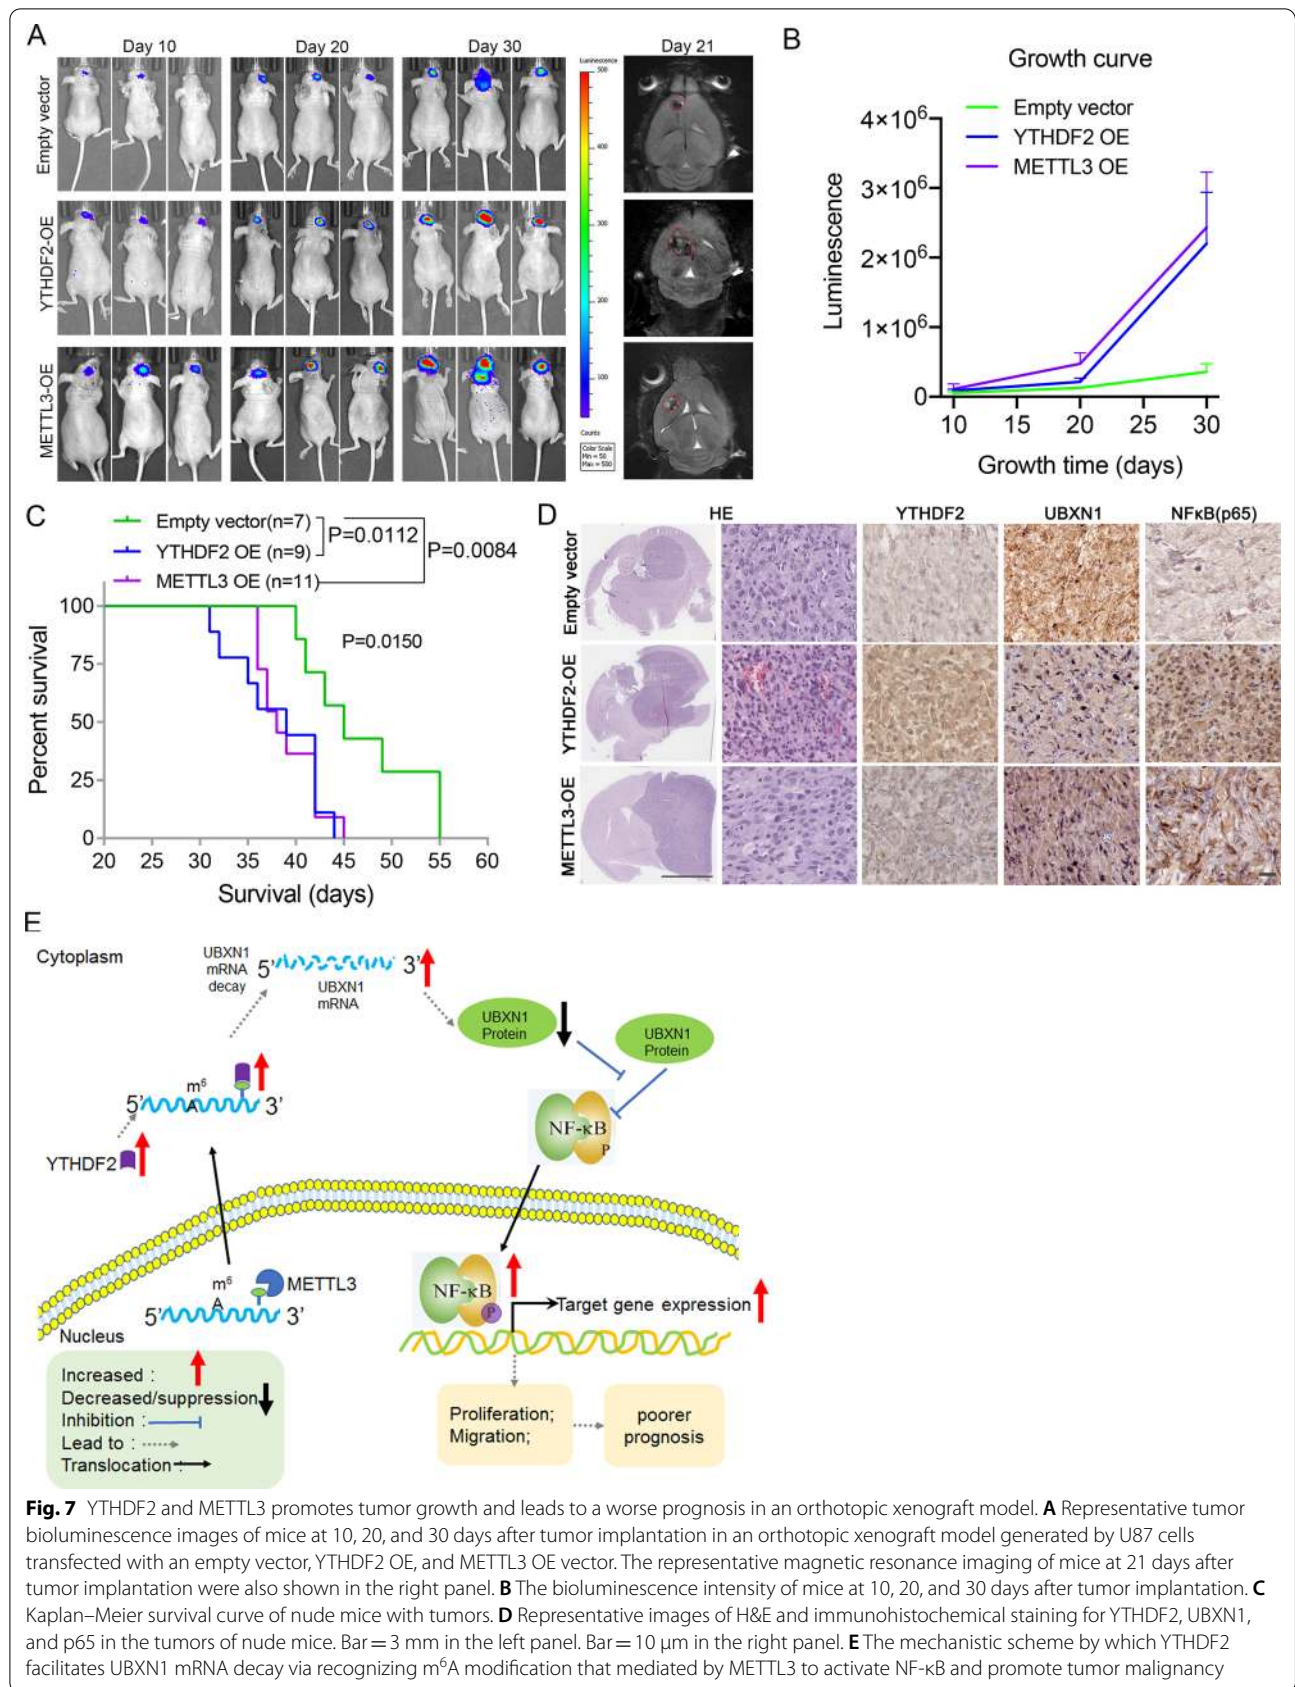 A
Day 10
Day 20
Day 30
Day 21
Empty vector
YTHDF2-OE
METTL3-OE
Luminescence
500
400
300
200
100
Counts
Color Scale
Min = 50
Max = 500
B
Growth curve
Empty vector
YTHDF2 OE
METTL3 OE
Luminescence
4×10⁶
3×10⁶
2×10⁶
1×10⁶
0
10 15 20 25 30
Growth time (days)
C
Empty vector(n=7)
YTHDF2 OE (n=9)
METTL3 OE (n=11)
P=0.0112
P=0.0084
P=0.0150
Percent survival
100
75
50
25
0
20 25 30 35 40 45 50 55 60
Survival (days)
D
HE
YTHDF2
UBXN1
NFκB(p65)
Empty vector
YTHDF2-OE
METTL3-OE
E
Cytoplasm
UBXN1
mRNA
decay
5’
3’
UBXN1
mRNA
UBXN1
Protein
UBXN1
Protein
m⁶
A
5’
3’
YTHDF2
NF-κB
P
m⁶
A
METTL3
5’
3’
Nucleus
NF-κB
P
Target gene expression
Increased :
Decreased/suppression
Inhibition :
Lead to :
Translocation :
Proliferation;
Migration;
poorer
prognosis
Fig. 7 YTHDF2 and METTL3 promotes tumor growth and leads to a worse prognosis in an orthotopic xenograft model. A Representative tumor
bioluminescence images of mice at 10, 20, and 30 days after tumor implantation in an orthotopic xenograft model generated by U87 cells
transfected with an empty vector, YTHDF2 OE, and METTL3 OE vector. The representative magnetic resonance imaging of mice at 21 days after
tumor implantation were also shown in the right panel. B The bioluminescence intensity of mice at 10, 20, and 30 days after tumor implantation. C
Kaplan–Meier survival curve of nude mice with tumors. D Representative images of H&E and immunohistochemical staining for YTHDF2, UBXN1,
and p65 in the tumors of nude mice. Bar = 3 mm in the left panel. Bar = 10 µm in the right panel. E The mechanistic scheme by which YTHDF2
facilitates UBXN1 mRNA decay via recognizing m⁶A modification that mediated by METTL3 to activate NF-κB and promote tumor malignancy